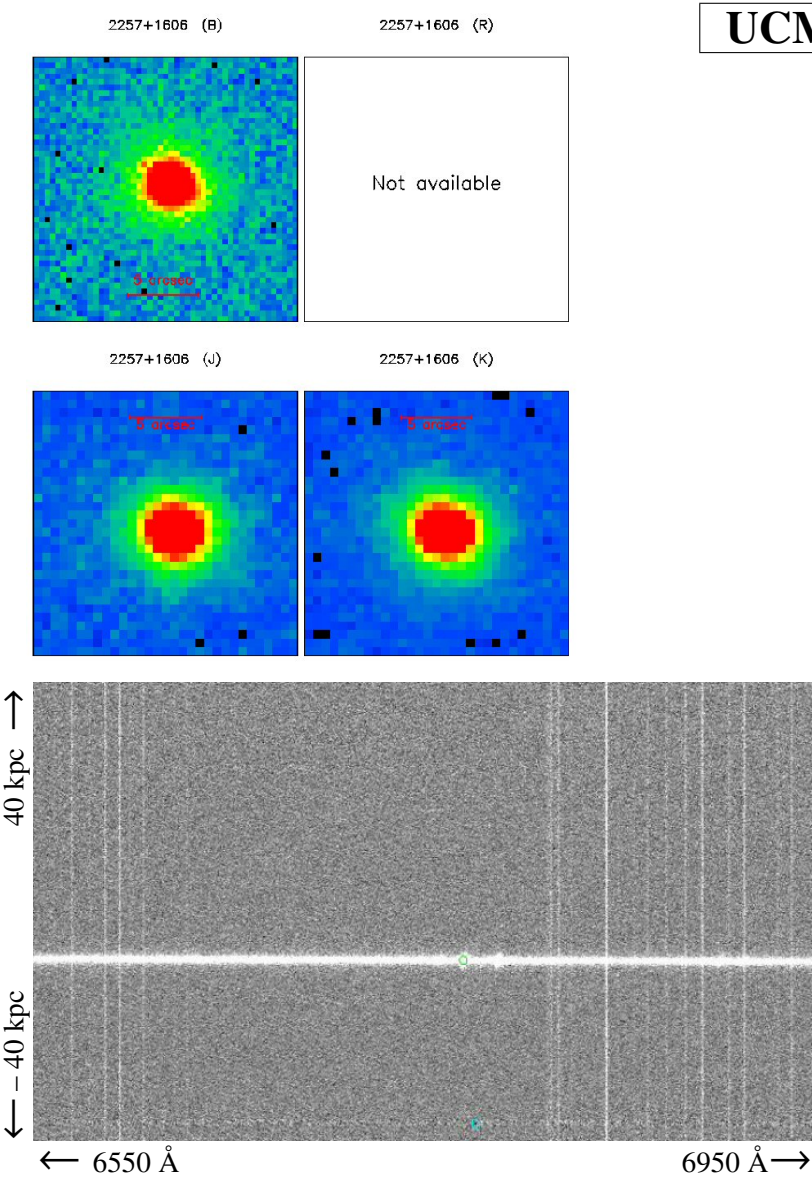 2257+1606 (B)
2257+1606 (R)
UCM
5 arcsec
Not available
2257+1606 (J)
2257+1606 (K)
5 arcsec
5 arcsec
← – 40 kpc
40 kpc →
← 6550 Å
6950 Å →